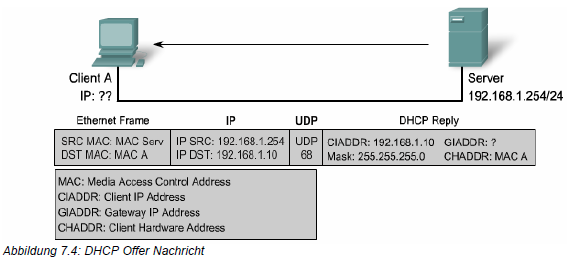 Client A
IP: ??
Server
192.168.1.254/24
Ethernet Frame IP UDP DHCP Reply
SRC MAC: MAC Serv IP SRC: 192.168.1.254 UDP CIADDR: 192.168.1.10 GIADDR: ?
DST MAC: MAC A IP DST: 192.168.1.10 68 Mask: 255.255.255.0 CHADDR: MAC A
MAC: Media Access Control Address
CIADDR: Client IP Address
GIADDR: Gateway IP Address
CHADDR: Client Hardware Address
Abbildung 7.4: DHCP Offer Nachricht